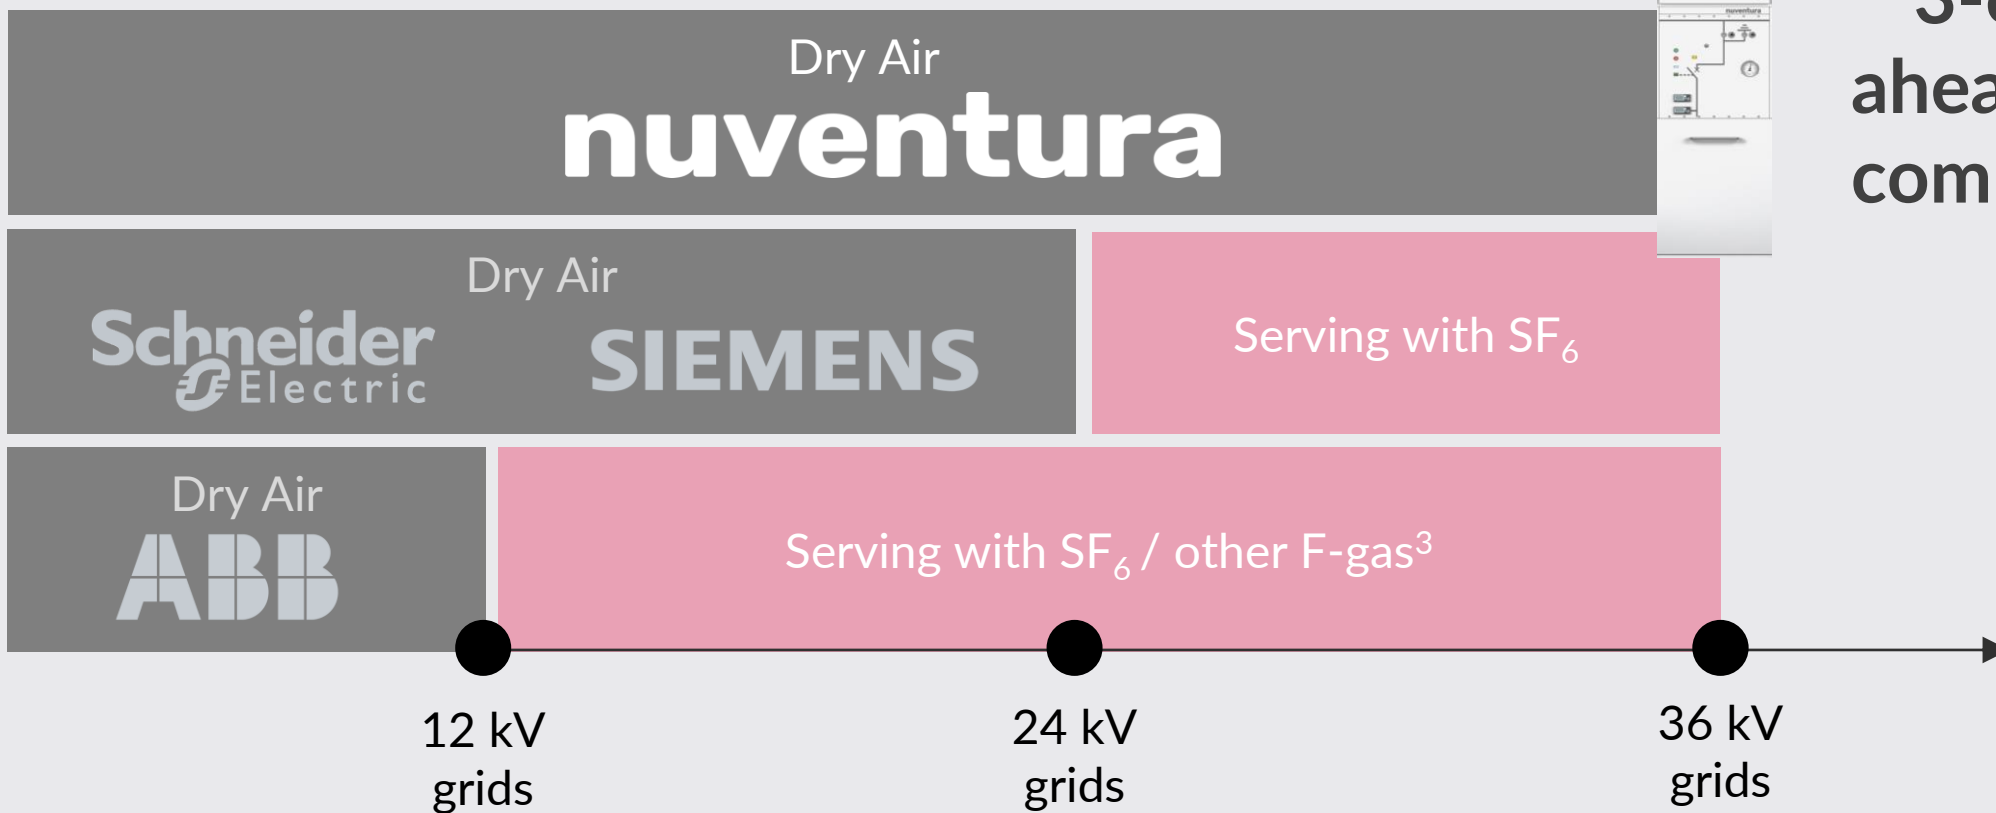 Dry Air
nuventura
nuventura
ahea
com
Dry Air
Schneider
Electric
SIEMENS
Serving with SF₆
Dry Air
ABB
Serving with SF₆ / other F-gas³
12 kV
grids
24 kV
grids
36 kV
grids